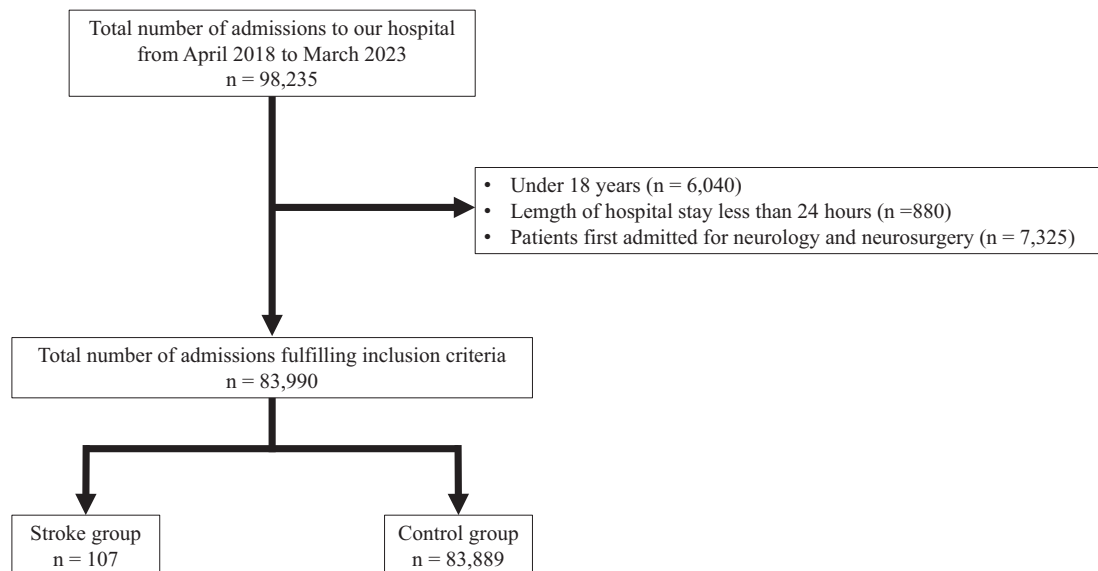 Total number of admissions to our hospital
from April 2018 to March 2023
n = 98,235
• Under 18 years (n = 6,040)
• Lemgth of hospital stay less than 24 hours (n =880)
• Patients first admitted for neurology and neurosurgery (n = 7,325)
Total number of admissions fulfilling inclusion criteria
n = 83,990
Stroke group
n = 107
Control group
n = 83,889